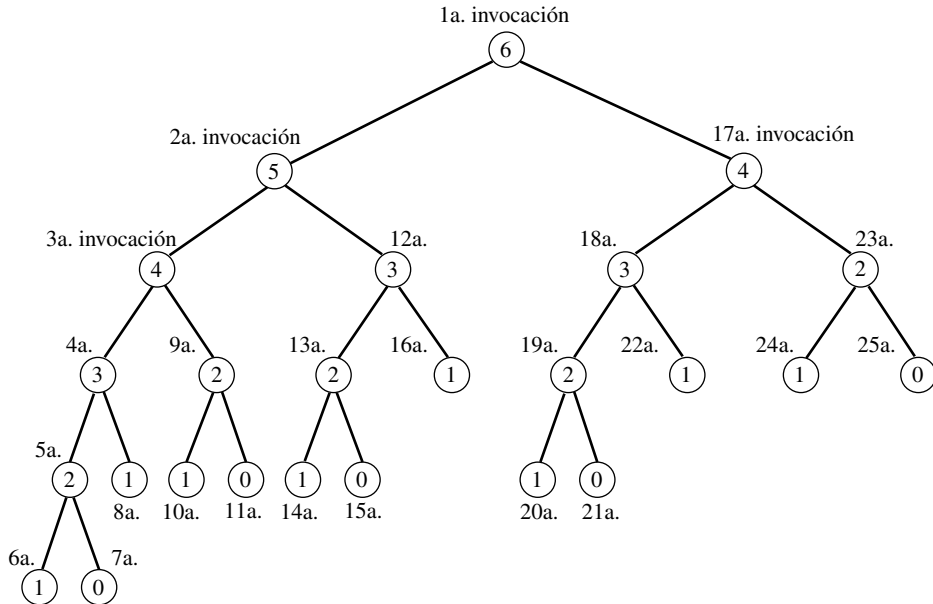 1a. invocación
6
2a. invocación
17a. invocación
5
4
3a. invocación
12a.
18a.
23a.
4
3
3
2
4a.
9a.
13a.
16a.
19a.
22a.
24a.
25a.
3
2
2
1
2
1
1
0
5a.
2
1
1
0
1
0
1
0
8a.
10a.
11a.
14a.
15a.
20a.
21a.
6a.
7a.
1
0